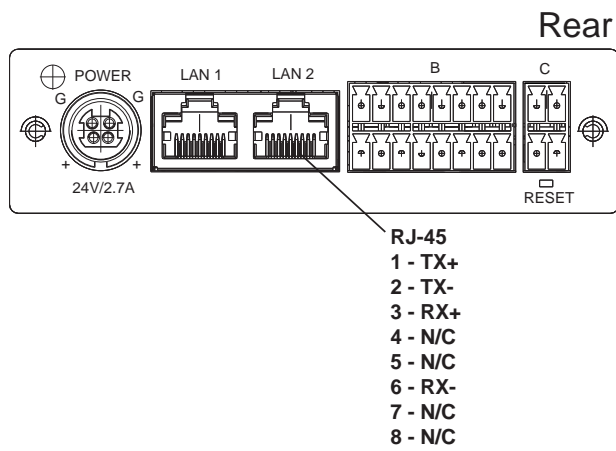 Rear
POWER LAN 1 LAN 2 B C
G G
+ +
24V/2.7A
RESET
RJ-45
1 - TX+
2 - TX-
3 - RX+
4 - N/C
5 - N/C
6 - RX-
7 - N/C
8 - N/C